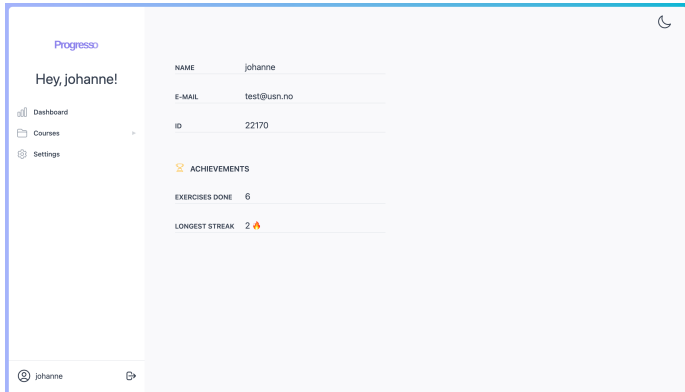 Progresso
Hey, johanne!
Dashboard
Courses
Settings
johanne
NAME johanne
E-MAIL test@usn.no
ID 22170
ACHIEVEMENTS
EXERCISES DONE 6
LONGEST STREAK 2 🔥